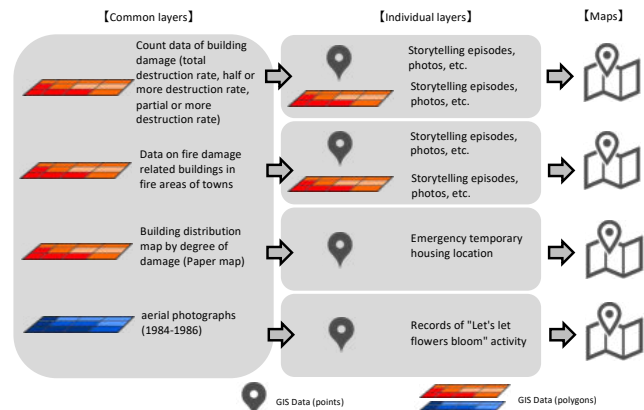 【Common layers】
【Individual layers】
【Maps】
Count data of building
damage (total
destruction rate, half or
more destruction rate,
partial or more
destruction rate)
Storytelling episodes,
photos, etc.
Storytelling episodes,
photos, etc.
Data on fire damage
related buildings in
fire areas of towns
Storytelling episodes,
photos, etc.
Storytelling episodes,
photos, etc.
Building distribution
map by degree of
damage (Paper map)
Emergency temporary
housing location
aerial photographs
(1984-1986)
Records of "Let's let
flowers bloom" activity
GIS Data (points)
GIS Data (polygons)